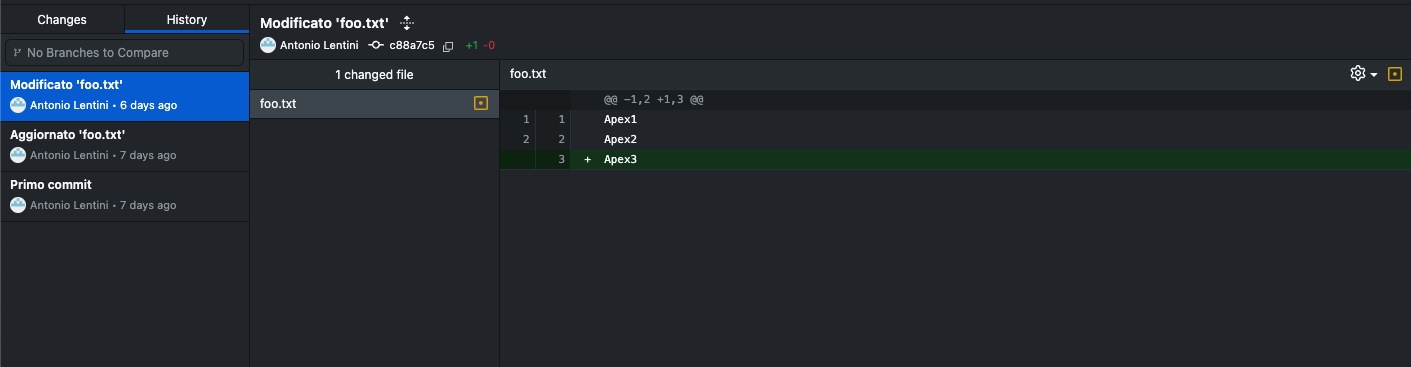 Changes
History
No Branches to Compare
Modificato 'foo.txt'
Antonio Lentini • 6 days ago
Aggiornato 'foo.txt'
Antonio Lentini • 7 days ago
Primo commit
Antonio Lentini • 7 days ago
Modificato 'foo.txt'
Antonio Lentini c88a7c5 +1 -0
1 changed file
foo.txt
foo.txt
@@ -1,2 +1,3 @@
1 1 Apex1
2 2 Apex2
3 + Apex3